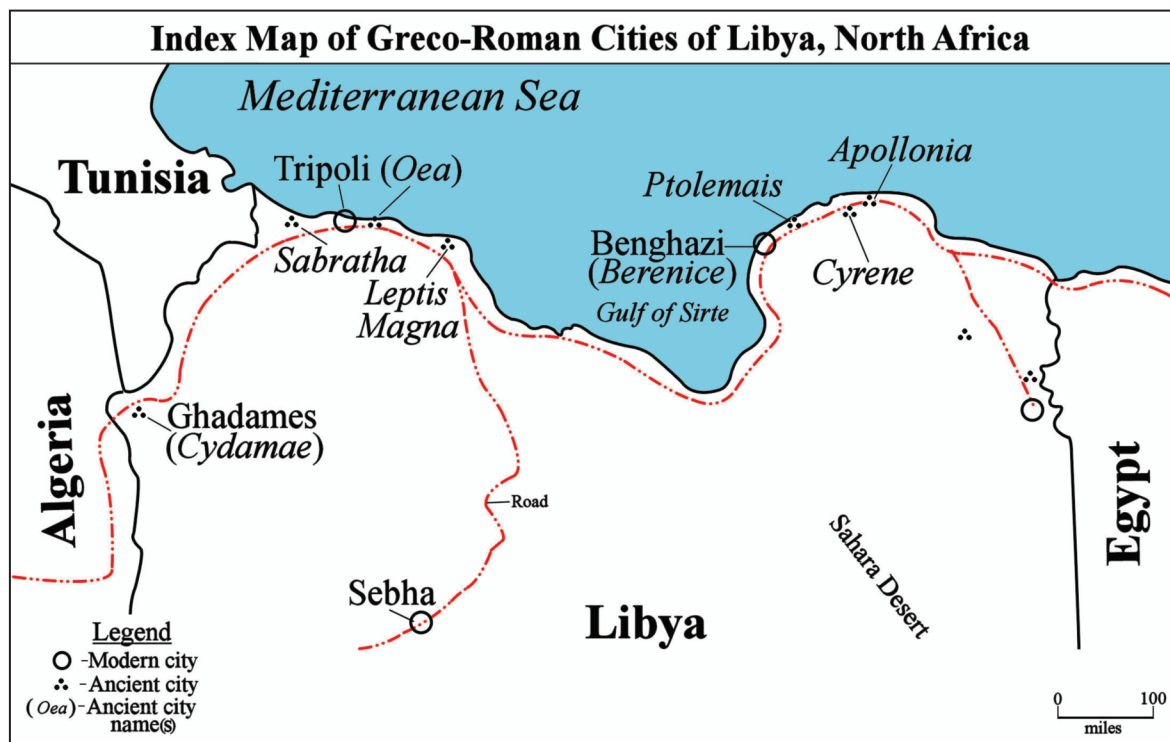 Index Map of Greco-Roman Cities of Libya, North Africa
Mediterranean Sea
Tunisia
Tripoli (Oea)
Apollonia
Ptolemais
Sabratha
Benghazi
(Berenice)
Cyrene
Leptis
Magna
Gulf of Sirte
Ghadames
(Cydamae)
Algeria
Egypt
Road
Sahara Desert
Sebha
Libya
Legend
-Modern city
-Ancient city
(Oea)-Ancient city
name(s)
0 100
miles